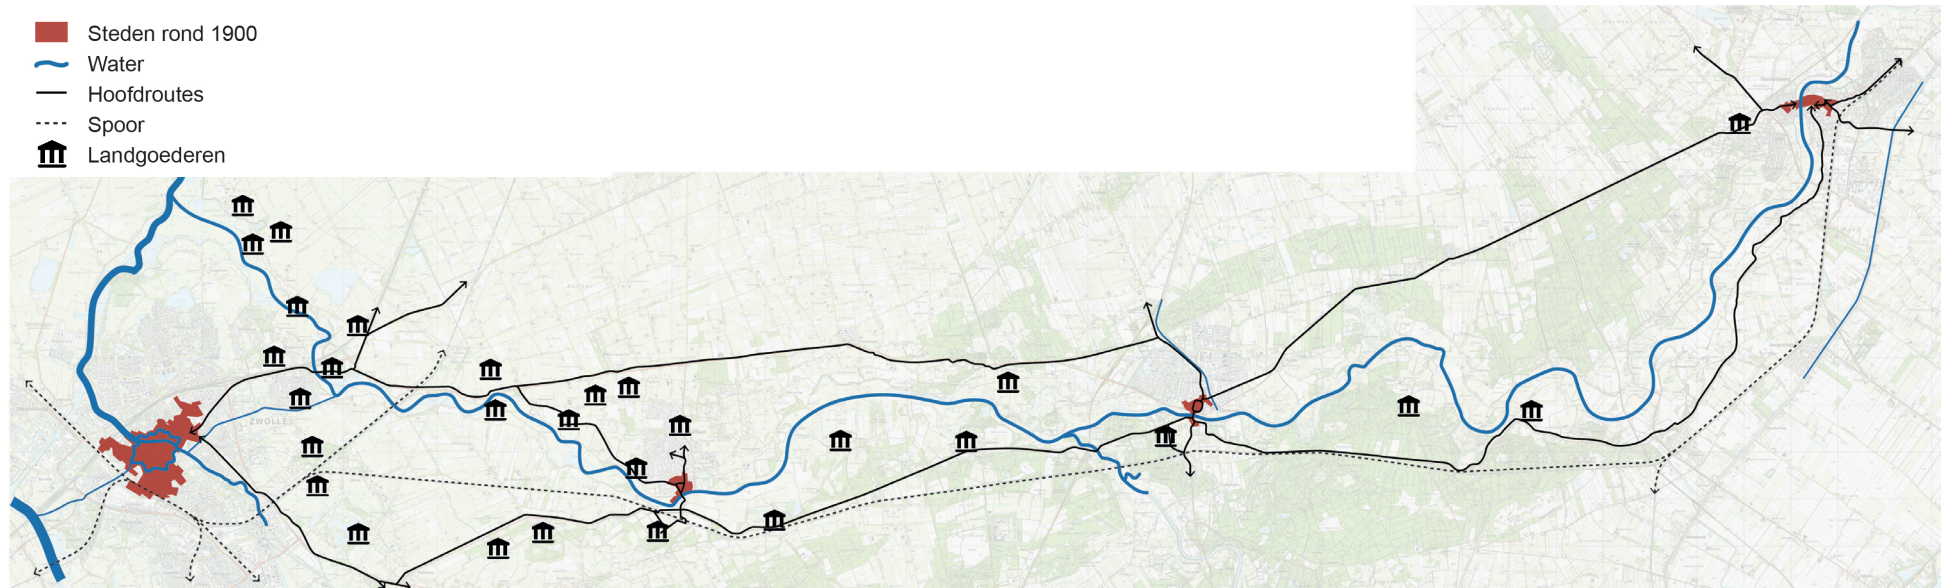 Steden rond 1900
Water
Hoofdroutes
Spoor
Landgoederen
ZWOLLE